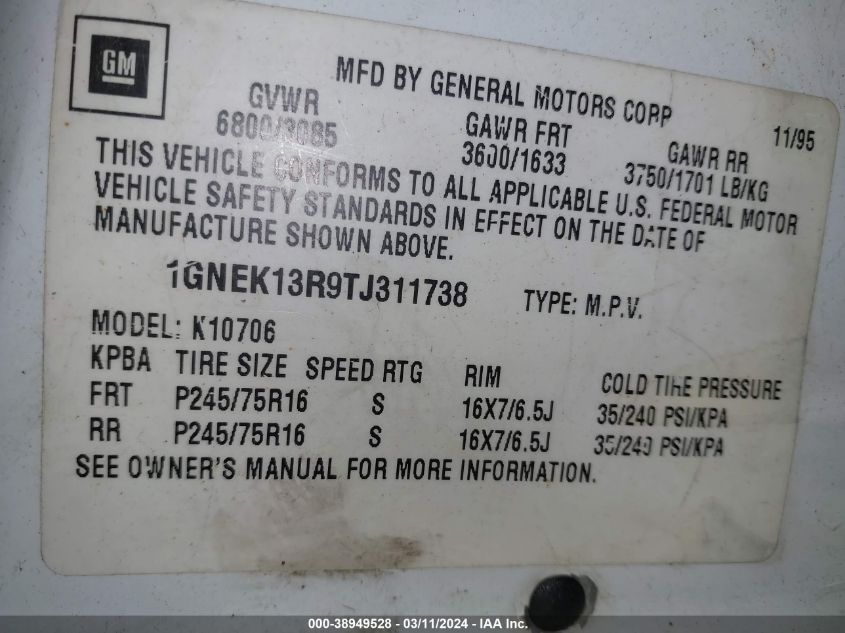 GM
MFD BY GENERAL MOTORS CORP 11/95
GVWR GAWR FRT GAWR RR
6800/3085 3600/1633 3750/1701 LB/KG
THIS VEHICLE CONFORMS TO ALL APPLICABLE U.S. FEDERAL MOTOR
VEHICLE SAFETY STANDARDS IN EFFECT ON THE DATE OF
MANUFACTURE SHOWN ABOVE.
1GNEK13R9TJ311738 TYPE: M.P.V.
MODEL: K10706
KPBA TIRE SIZE SPEED RTG RIM COLD TIRE PRESSURE
FRT P245/75R16 S 16X7/6.5J 35/240 PSI/KPA
RR P245/75R16 S 16X7/6.5J 35/240 PSI/KPA
SEE OWNER'S MANUAL FOR MORE INFORMATION.
000-38949528 - 03/11/2024 - IAA Inc.